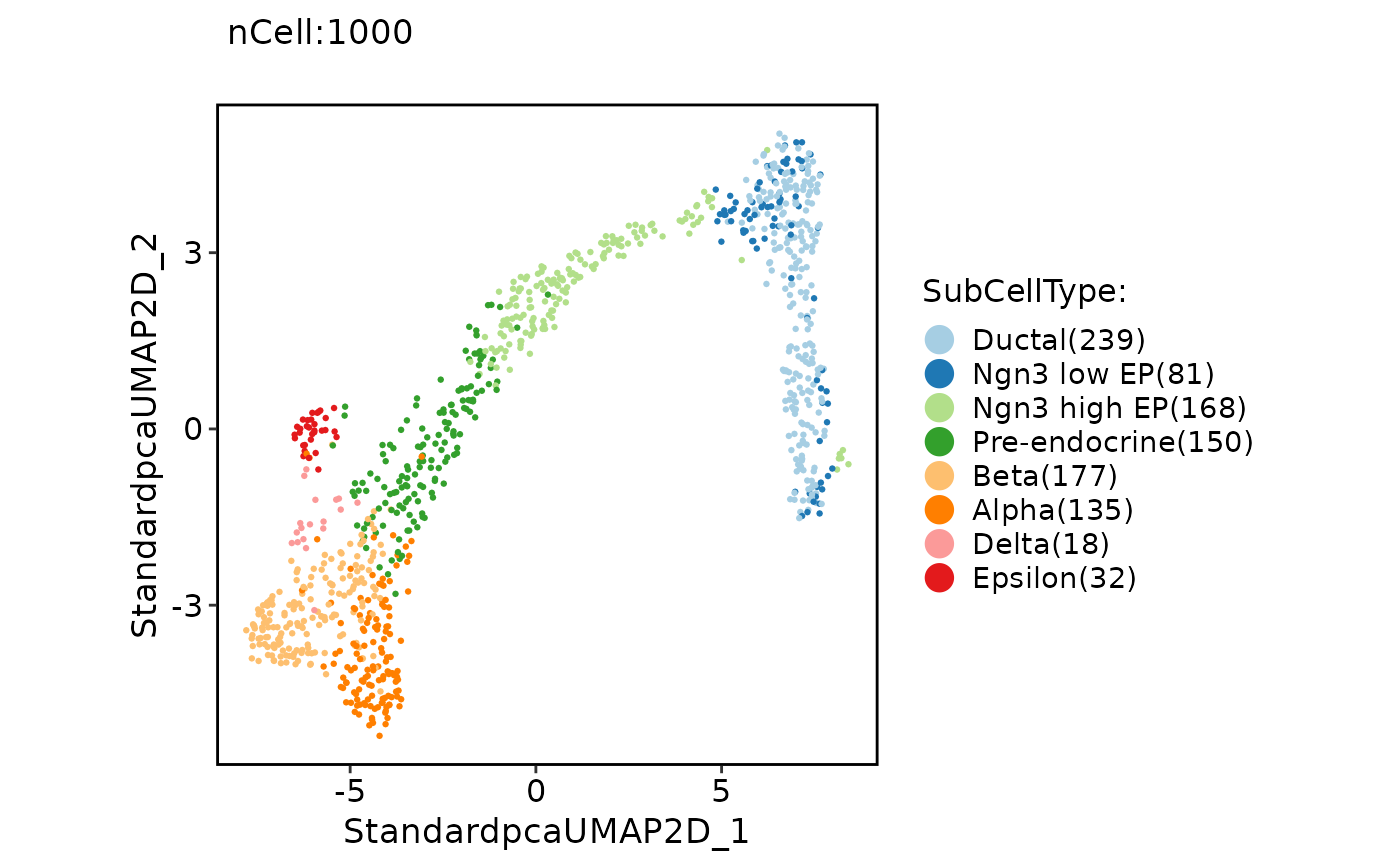 nCell:1000
StandardpcaUMAP2D_2
3
0
-3
-5
0
5
StandardpcaUMAP2D_1
SubCellType:
Ductal(239)
Ngn3 low EP(81)
Ngn3 high EP(168)
Pre-endocrine(150)
Beta(177)
Alpha(135)
Delta(18)
Epsilon(32)